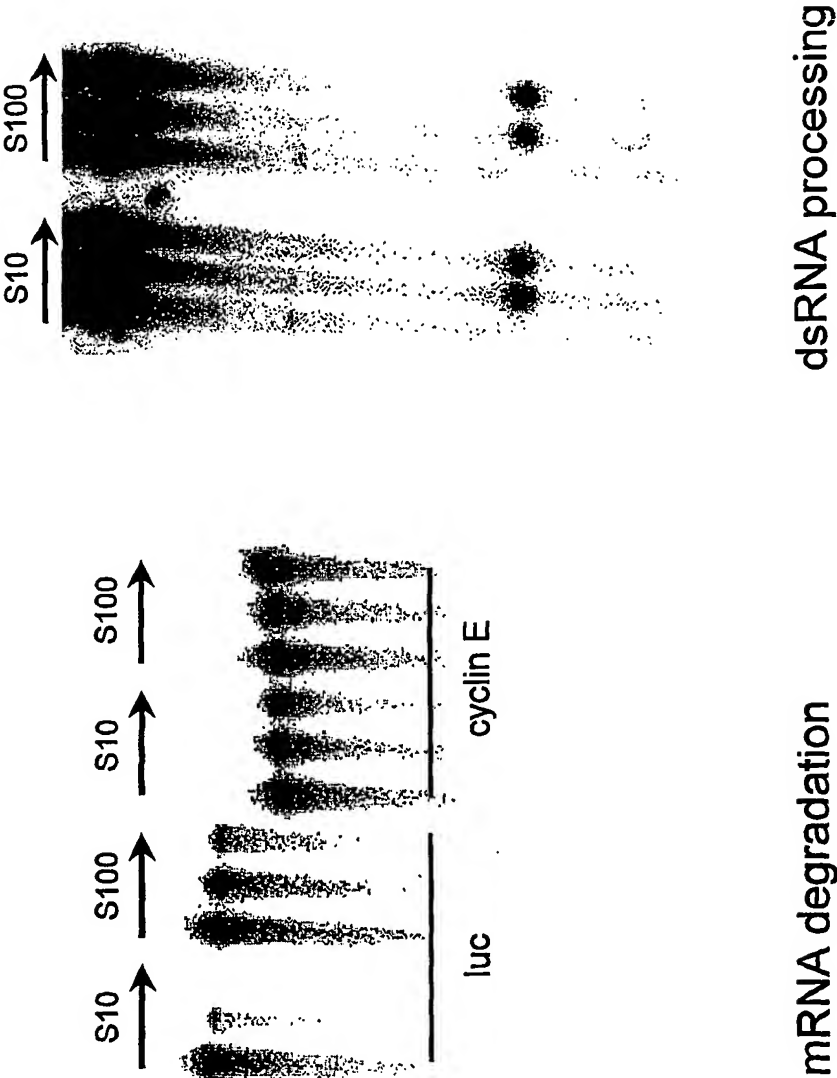 S10
S100
S10
S100
luc
cyclin E
mRNA degradation
S10
S100
dsRNA processing